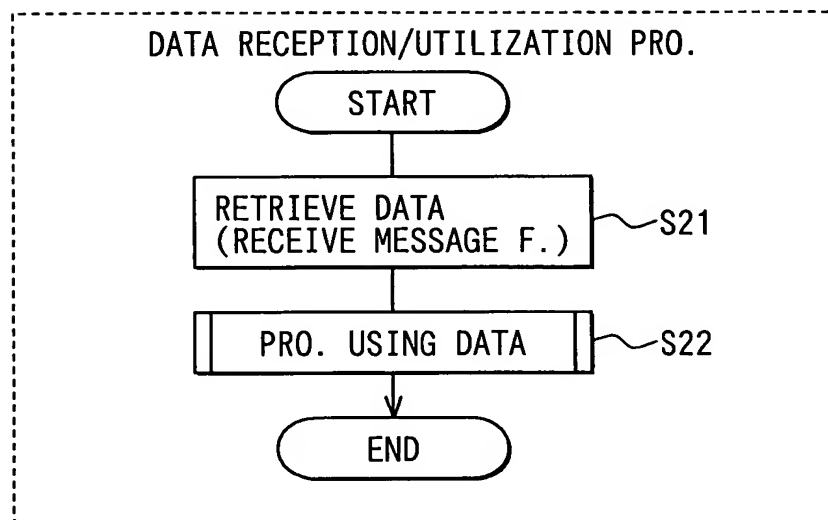 DATA RECEPTION/UTILIZATION PRO.
START
RETRIEVE DATA
(RECEIVE MESSAGE F.)
S21
PRO. USING DATA
S22
END